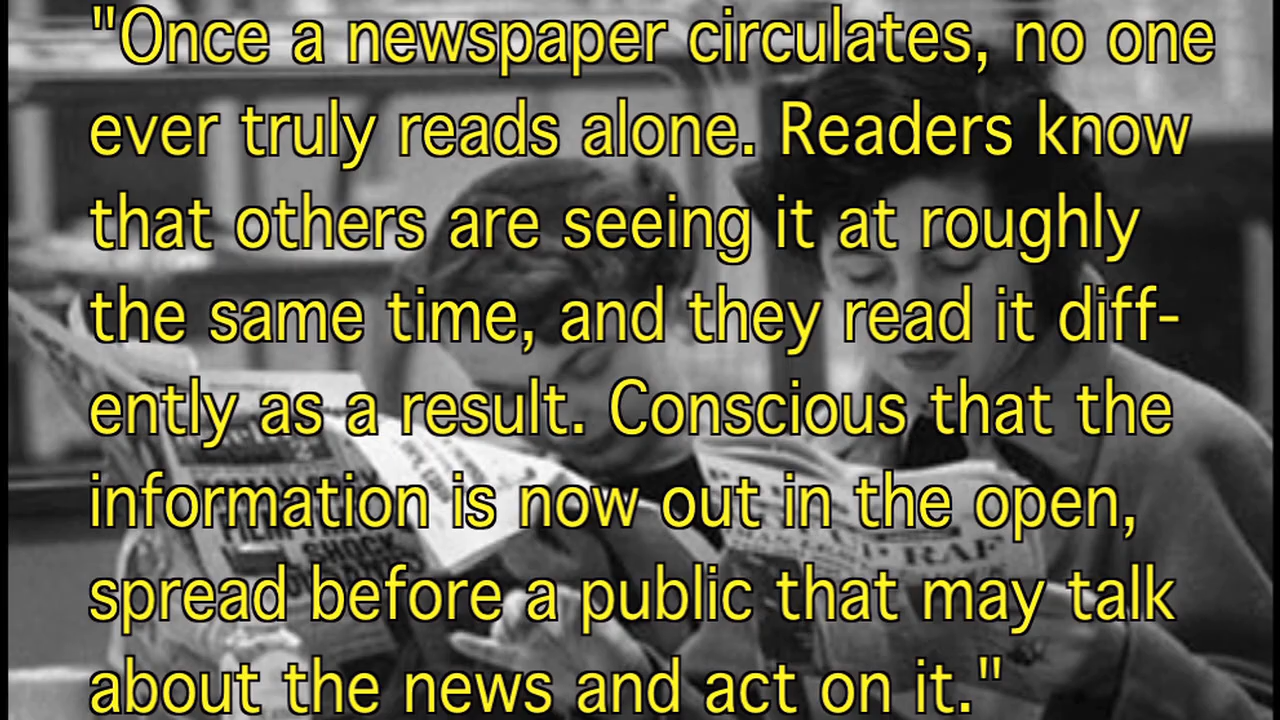 "Once a newspaper circulates, no one
ever truly reads alone. Readers know
that others are seeing it at roughly
the same time, and they read it diff-
ently as a result. Conscious that the
information is now out in the open,
spread before a public that may talk
about the news and act on it."
SHOCK
RAF